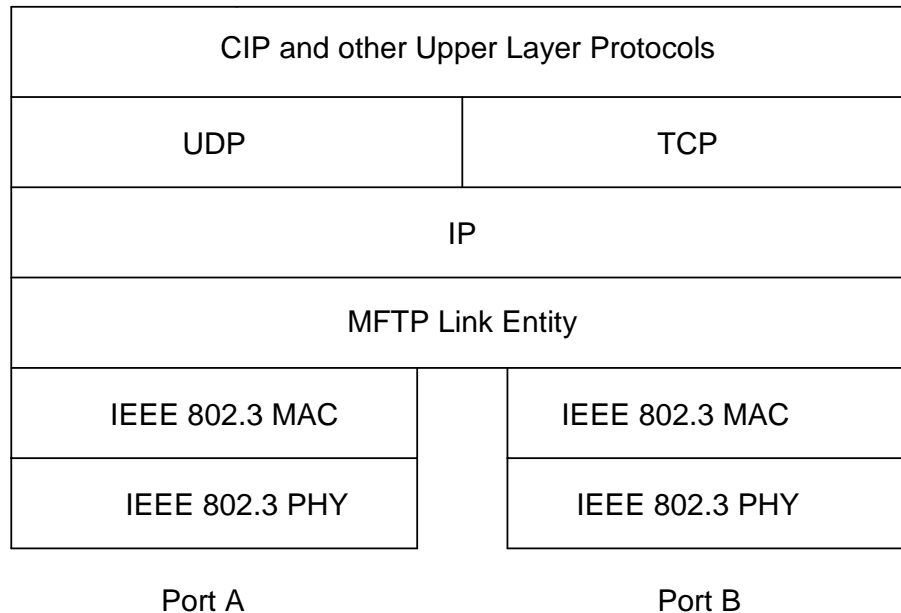 CIP and other Upper Layer Protocols
UDP
TCP
IP
MFTP Link Entity
IEEE 802.3 MAC
IEEE 802.3 MAC
IEEE 802.3 PHY
IEEE 802.3 PHY
Port A
Port B